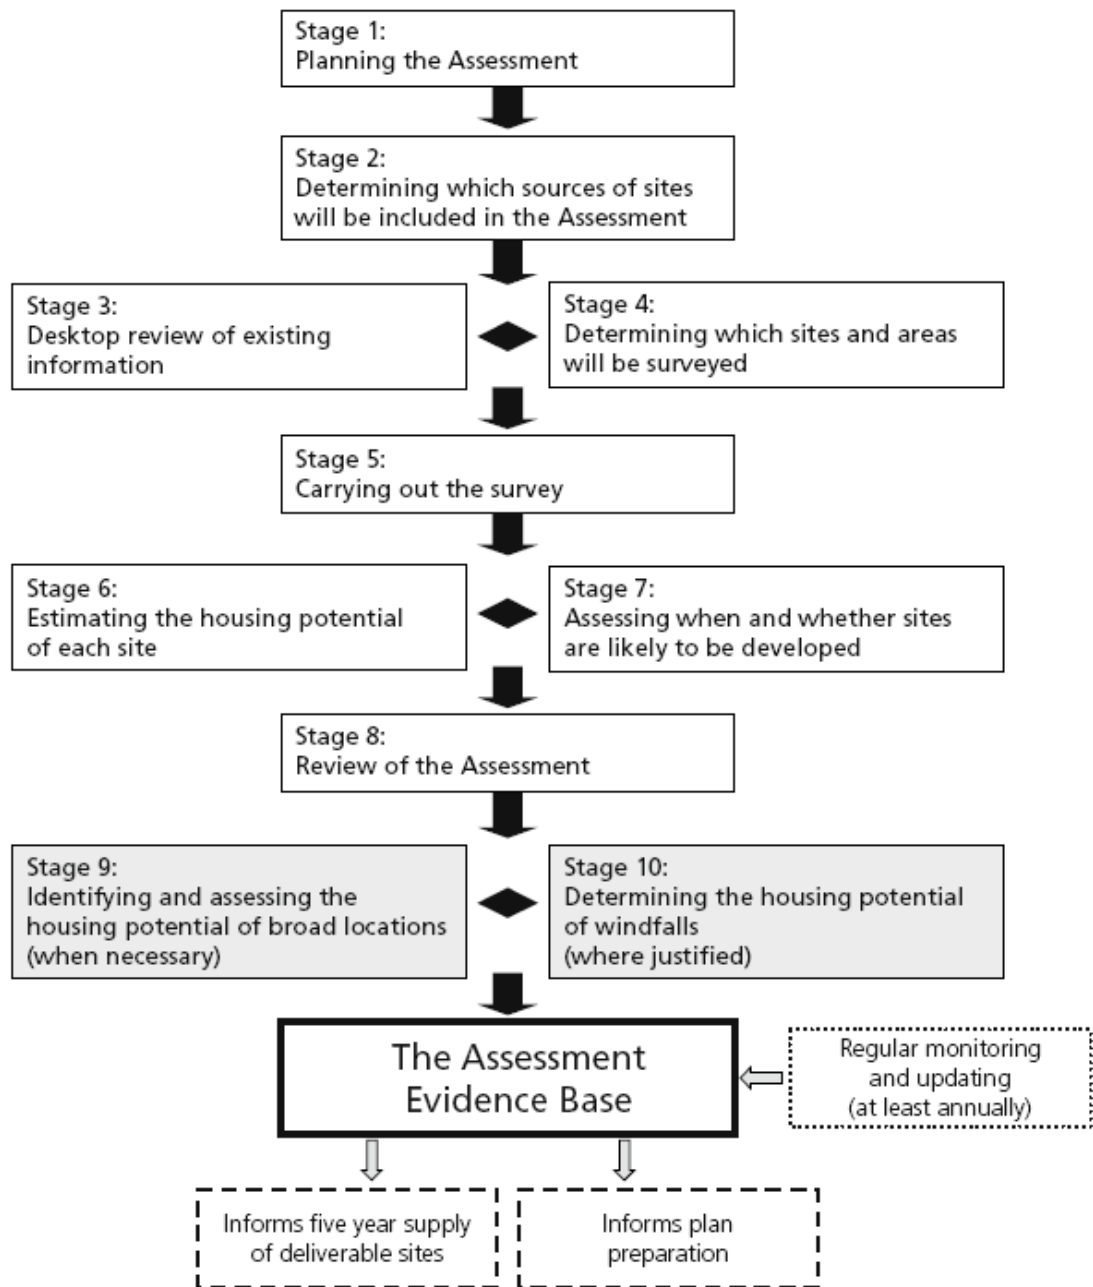 Stage 1:
Planning the Assessment
Stage 2:
Determining which sources of sites
will be included in the Assessment
Stage 3:
Desktop review of existing
information
Stage 4:
Determining which sites and areas
will be surveyed
Stage 5:
Carrying out the survey
Stage 6:
Estimating the housing potential
of each site
Stage 7:
Assessing when and whether sites
are likely to be developed
Stage 8:
Review of the Assessment
Stage 9:
Identifying and assessing the
housing potential of broad locations
(when necessary)
Stage 10:
Determining the housing potential
of windfalls
(where justified)
The Assessment
Evidence Base
Regular monitoring
and updating
(at least annually)
Informs five year supply
of deliverable sites
Informs plan
preparation